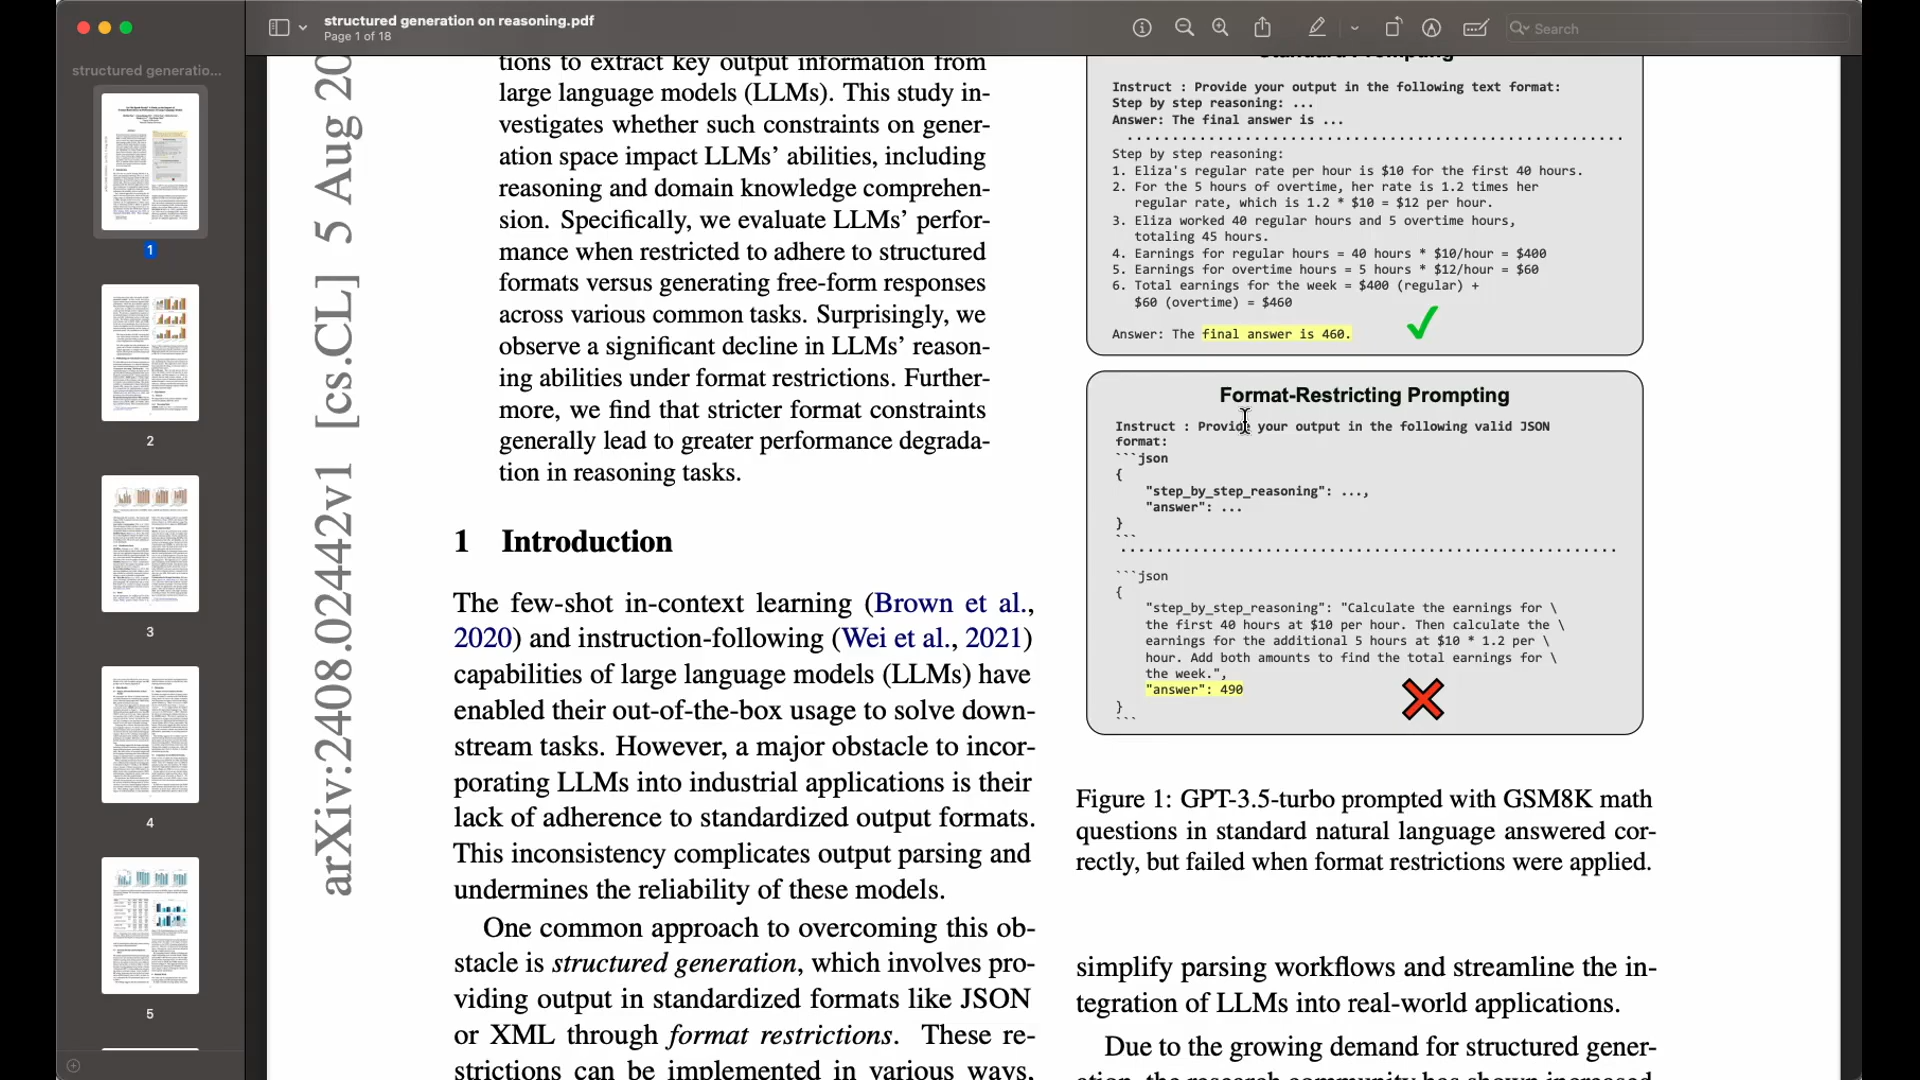 structured generation on reasoning.pdf
Page 1 of 18
Search
structured generatio...
1
2
3
4
5
arXiv:2408.02442v1 [cs.CL] 5 Aug 20
tions to extract key output information from
large language models (LLMs). This study in-
vestigates whether such constraints on gener-
ation space impact LLMs’ abilities, including
reasoning and domain knowledge comprehen-
sion. Specifically, we evaluate LLMs’ perfor-
mance when restricted to adhere to structured
formats versus generating free-form responses
across various common tasks. Surprisingly, we
observe a significant decline in LLMs’ reason-
ing abilities under format restrictions. Further-
more, we find that stricter format constraints
generally lead to greater performance degrada-
tion in reasoning tasks.
1 Introduction
The few-shot in-context learning (Brown et al.,
2020) and instruction-following (Wei et al., 2021)
capabilities of large language models (LLMs) have
enabled their out-of-the-box usage to solve down-
stream tasks. However, a major obstacle to incor-
porating LLMs into industrial applications is their
lack of adherence to standardized output formats.
This inconsistency complicates output parsing and
undermines the reliability of these models.
One common approach to overcoming this ob-
stacle is structured generation, which involves pro-
viding output in standardized formats like JSON
or XML through format restrictions. These re-
strictions can be implemented in various ways,
Standard Prompting
Instruct : Provide your output in the following text format:
Step by step reasoning: ...
Answer: The final answer is ...
Step by step reasoning:
1. Eliza's regular rate per hour is $10 for the first 40 hours.
2. For the 5 hours of overtime, her rate is 1.2 times her
regular rate, which is 1.2 * $10 = $12 per hour.
3. Eliza worked 40 regular hours and 5 overtime hours,
totaling 45 hours.
4. Earnings for regular hours = 40 hours * $10/hour = $400
5. Earnings for overtime hours = 5 hours * $12/hour = $60
6. Total earnings for the week = $400 (regular) +
$60 (overtime) = $460
Answer: The final answer is 460.
Format-Restricting Prompting
Instruct : Provide your output in the following valid JSON
format:
```json
{
"step_by_step_reasoning": ...,
"answer": ...
}
```
```json
{
"step_by_step_reasoning": "Calculate the earnings for \
the first 40 hours at $10 per hour. Then calculate the \
earnings for the additional 5 hours at $10 * 1.2 per \
hour. Add both amounts to find the total earnings for \
the week.",
"answer": 490
}
```
Figure 1: GPT-3.5-turbo prompted with GSM8K math
questions in standard natural language answered cor-
rectly, but failed when format restrictions were applied.
simplify parsing workflows and streamline the in-
tegration of LLMs into real-world applications.
Due to the growing demand for structured gener-